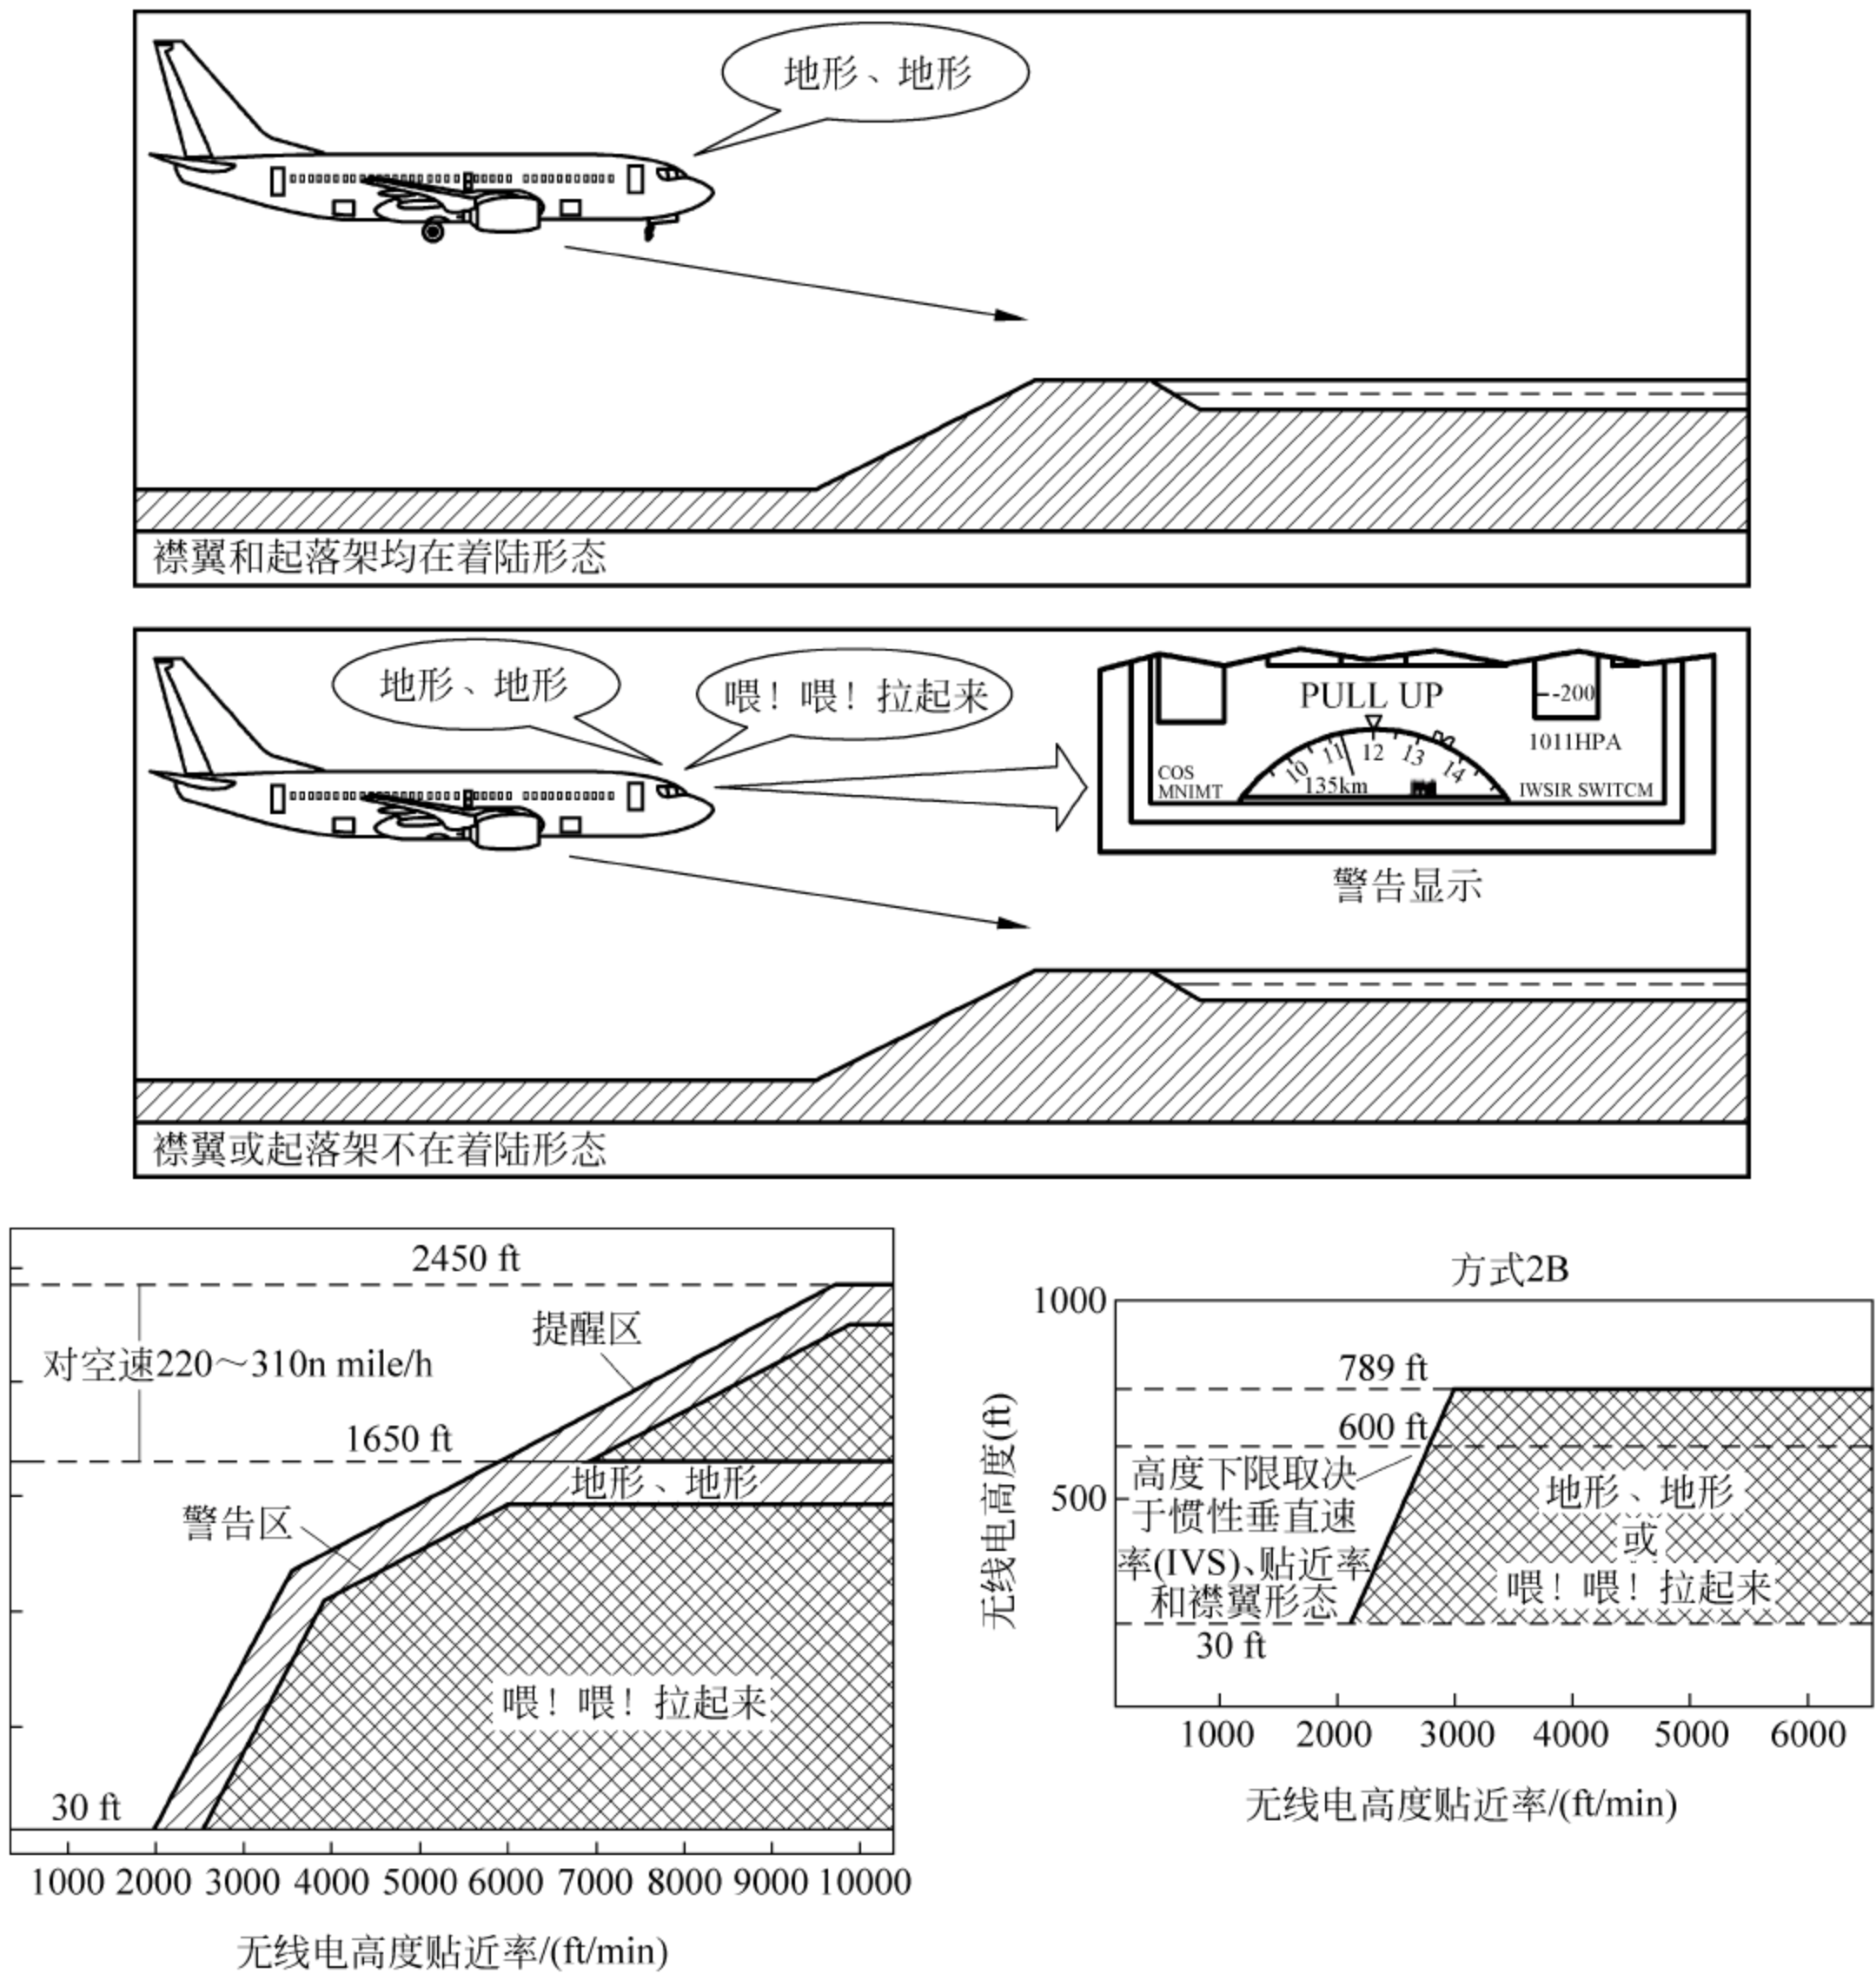 地形、地形
襟翼和起落架均在着陆形态
地形、地形
喂！喂！拉起来
PULL UP
-200
1011HPA
10 11 12 13 14
COS
MNIMT
135km
IWSIR SWITCM
警告显示
襟翼或起落架不在着陆形态
2450 ft
提醒区
对空速220～310n mile/h
1650 ft
地形、地形
警告区
喂！喂！拉起来
30 ft
1000 2000 3000 4000 5000 6000 7000 8000 9000 10000
无线电高度贴近率/(ft/min)
方式2B
1000
789 ft
600 ft
高度下限取决
于惯性垂直速
率(IVS)、贴近率
和襟翼形态
500
无线电高度(ft)
地形、地形
或
喂！喂！拉起来
30 ft
1000 2000 3000 4000 5000 6000
无线电高度贴近率/(ft/min)